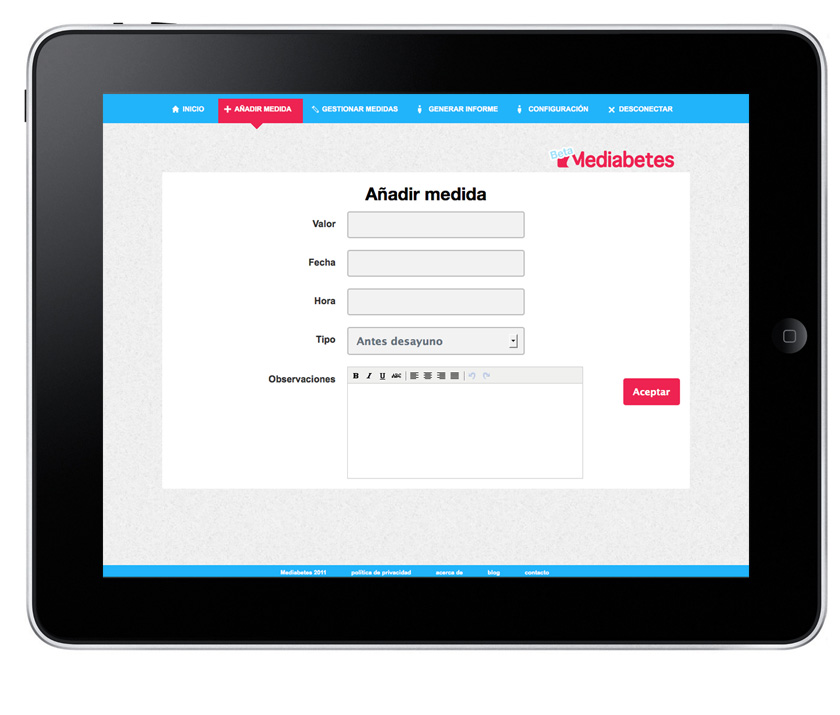 INICIO AÑADIR MEDIDA GESTIONAR MEDIDAS GENERAR INFORME CONFIGURACIÓN DESCONECTAR
Beta
Mediabetes
Añadir medida
Valor
Fecha
Hora
Tipo Antes desayuno
Observaciones B I U ABC
Aceptar
Mediabetes 2011 política de privacidad acerca de blog contacto